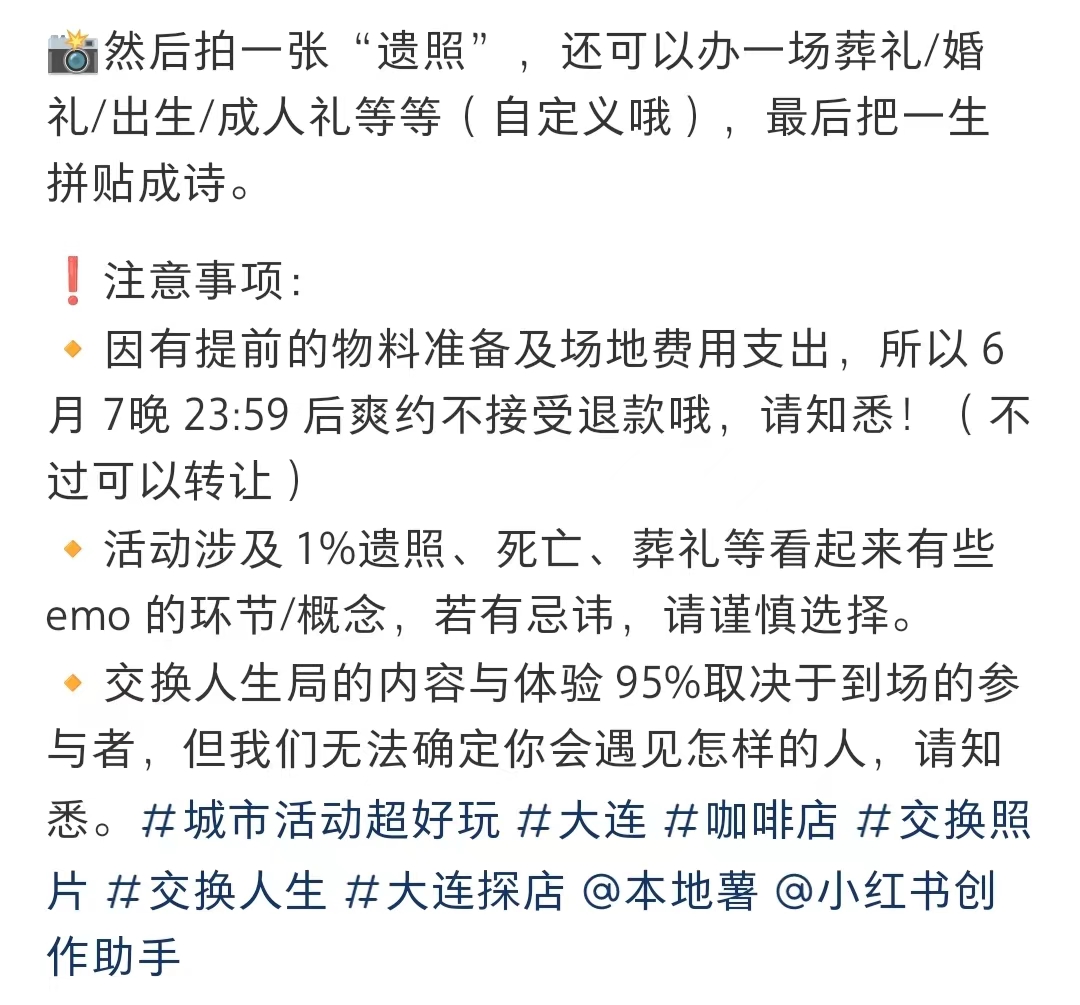 📸然后拍一张“遗照”，还可以办一场葬礼/婚
礼/出生/成人礼等等（自定义哦），最后把一生
拼贴成诗。
❗注意事项：
🔸因有提前的物料准备及场地费用支出，所以 6
月 7晚 23:59 后爽约不接受退款哦，请知悉！（不
过可以转让）
🔸活动涉及 1%遗照、死亡、葬礼等看起来有些
emo 的环节/概念，若有忌讳，请谨慎选择。
🔸交换人生局的内容与体验 95%取决于到场的参
与者，但我们无法确定你会遇见怎样的人，请知
悉。#城市活动超好玩 #大连 #咖啡店 #交换照
片 #交换人生 #大连探店 @本地薯 @小红书创
作助手